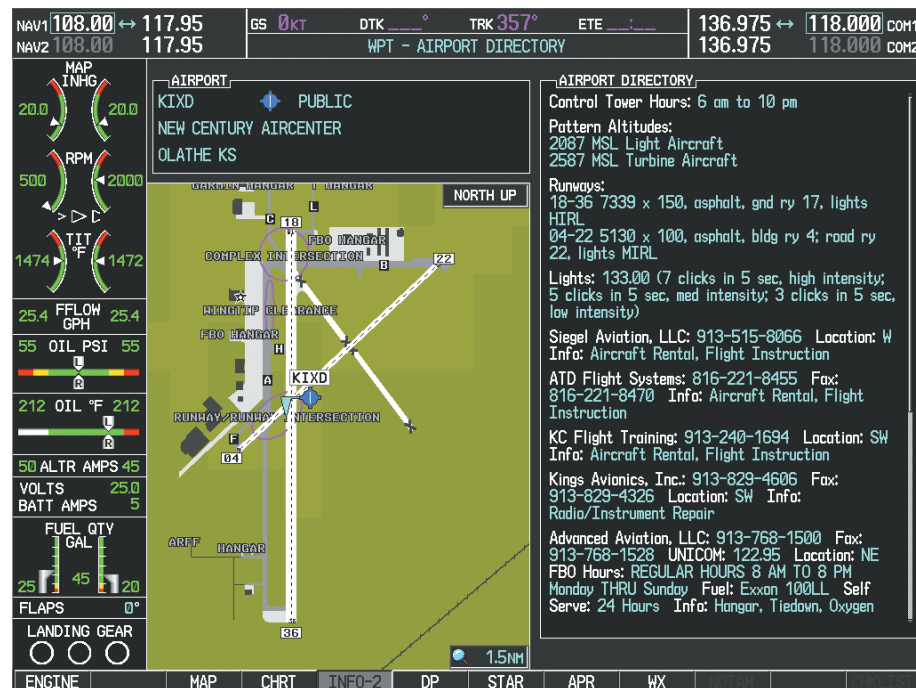 NAV1 108.00 ↔ 117.95
NAV2 108.00 117.95
GS 0KT DTK ___° TRK 357° ETE __:__
WPT - AIRPORT DIRECTORY
136.975 ↔ 118.000 COM1
136.975 118.000 COM2
MAP
INHG
20.0 20.0
RPM
500 2000
TIT
°F
1474 1472
25.4 FFLOW GPH 25.4
55 OIL PSI 55
L
R
212 OIL °F 212
L
R
50 ALTR AMPS 45
VOLTS 25.0
BATT AMPS 5
FUEL QTY
GAL
25 45 20
FLAPS 0°
LANDING GEAR
AIRPORT
KIXD PUBLIC
NEW CENTURY AIRCENTER
OLATHE KS
NORTH UP
GARMIN HANGAR T HANGAR
L
C
18
FBO HANGAR
COMPLEX INTERSECTION
B
22
WINGTIP CLEARANCE
FBO HANGAR
H
KIXD
A
RUNWAY/RUNWAY INTERSECTION
F
04
ARFF HANGAR
36
1.5NM
AIRPORT DIRECTORY
Control Tower Hours: 6 am to 10 pm
Pattern Altitudes:
2087 MSL Light Aircraft
2587 MSL Turbine Aircraft
Runways:
18-36 7339 x 150, asphalt, gnd ry 17, lights
HIRL
04-22 5130 x 100, asphalt, bldg ry 4; road ry
22, lights MIRL
Lights: 133.00 (7 clicks in 5 sec, high intensity;
5 clicks in 5 sec, med intensity; 3 clicks in 5 sec,
low intensity)
Siegel Aviation, LLC: 913-515-8066 Location: W
Info: Aircraft Rental, Flight Instruction
ATD Flight Systems: 816-221-8455 Fax:
816-221-8470 Info: Aircraft Rental, Flight
Instruction
KC Flight Training: 913-240-1694 Location: SW
Info: Aircraft Rental, Flight Instruction
Kings Avionics, Inc.: 913-829-4606 Fax:
913-829-4326 Location: SW Info:
Radio/Instrument Repair
Advanced Aviation, LLC: 913-768-1500 Fax:
913-768-1528 UNICOM: 122.95 Location: NE
FBO Hours: REGULAR HOURS 8 AM TO 8 PM
Monday THRU Sunday Fuel: Exxon 100LL Self
Serve: 24 Hours Info: Hangar, Tiedown, Oxygen
ENGINE MAP CHRT INFO-2 DP STAR APR WX NOTAM CHKLIST